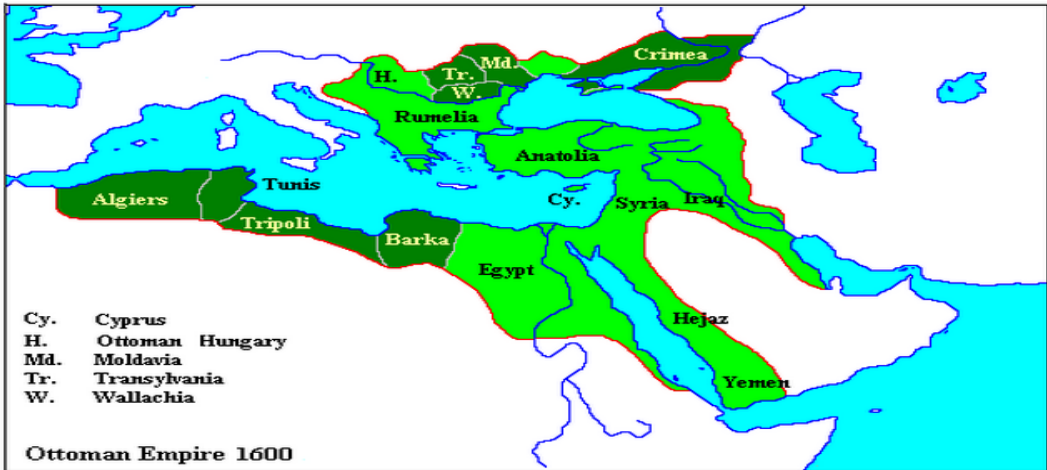 Crimea
Md.
H.
Tr.
W.
Rumelia
Anatolia
Tunis
Algiers
Cy.
Syria
Iraq
Tripoli
Barka
Egypt
Hejaz
Yemen
Cy. Cyprus
H. Ottoman Hungary
Md. Moldavia
Tr. Transylvania
W. Wallachia
Ottoman Empire 1600